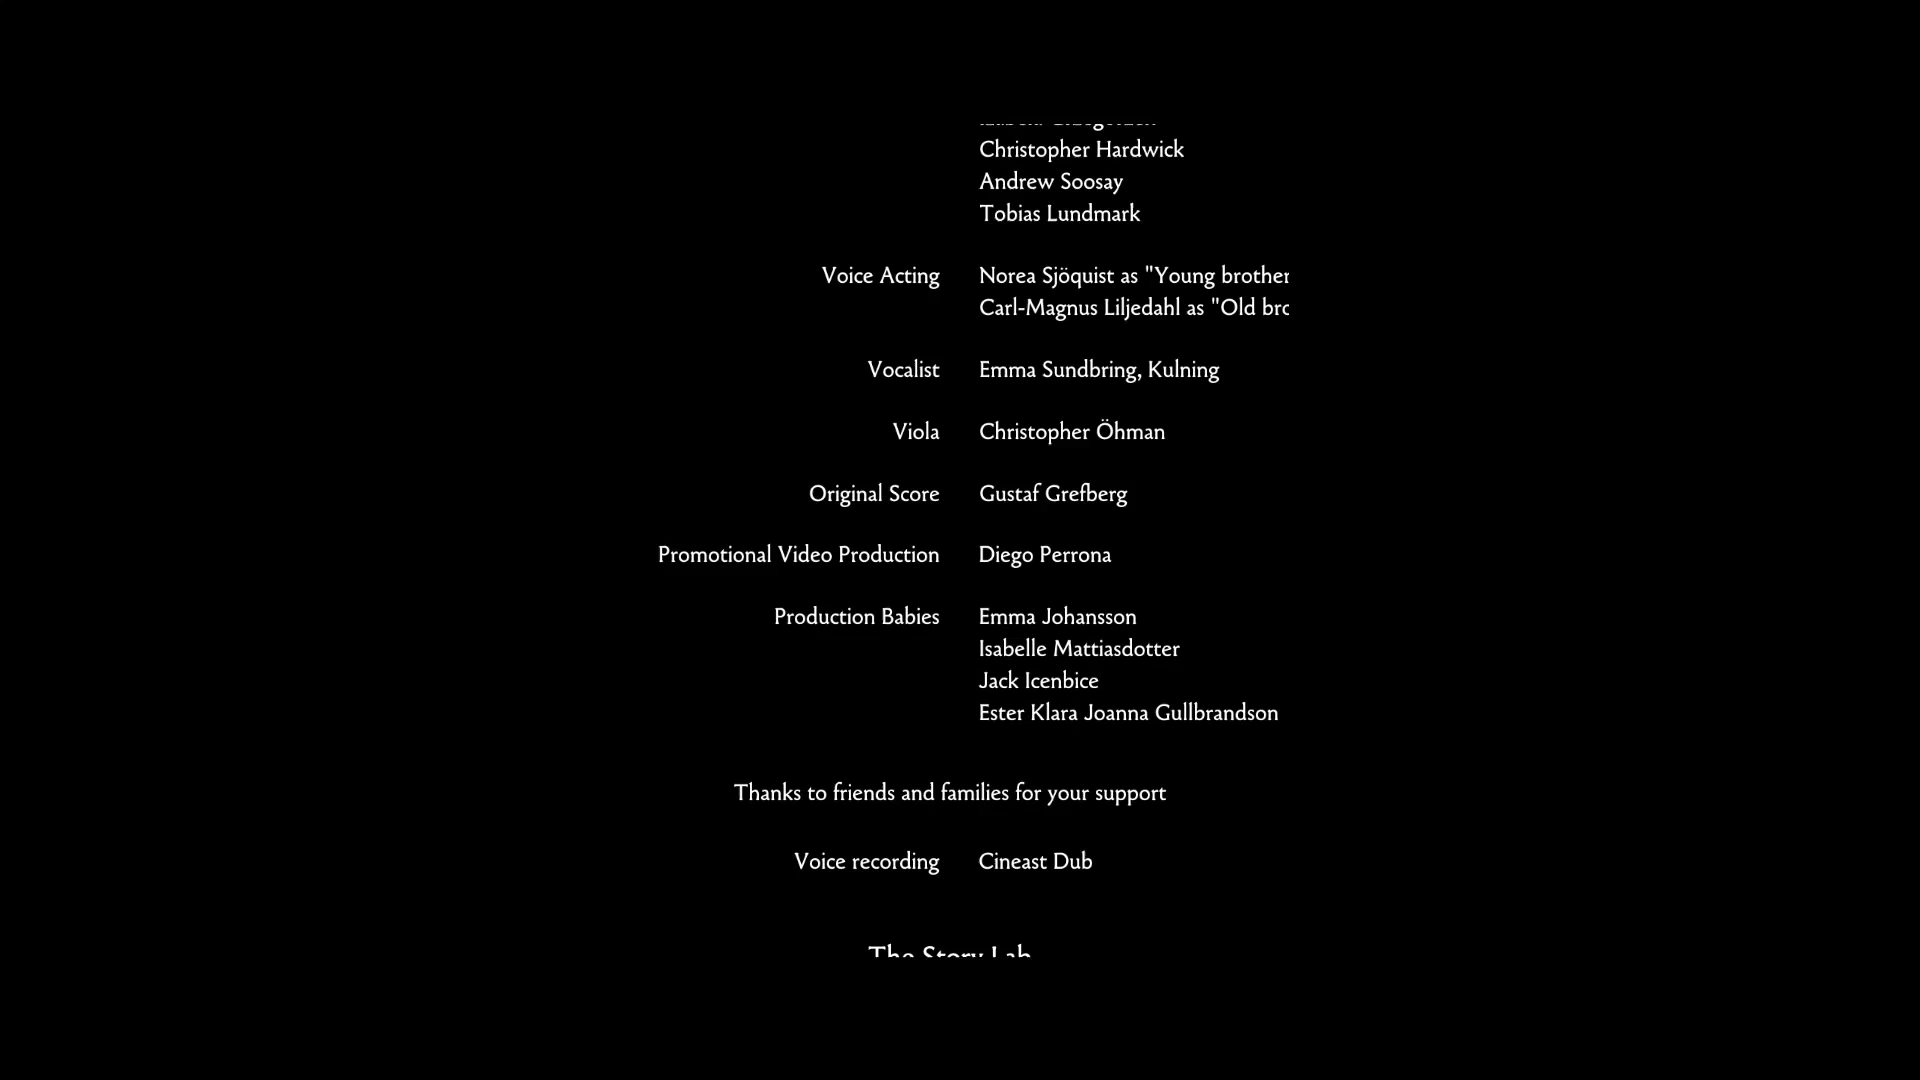 Christopher Hardwick
Andrew Soosay
Tobias Lundmark
Voice Acting Norea Sjöquist as "Young brother
Carl-Magnus Liljedahl as "Old bro
Vocalist Emma Sundbring, Kulning
Viola Christopher Öhman
Original Score Gustaf Grefberg
Promotional Video Production Diego Perrona
Production Babies Emma Johansson
Isabelle Mattiasdotter
Jack Icenbice
Ester Klara Joanna Gullbrandson
Thanks to friends and families for your support
Voice recording Cineast Dub
The Story Lab